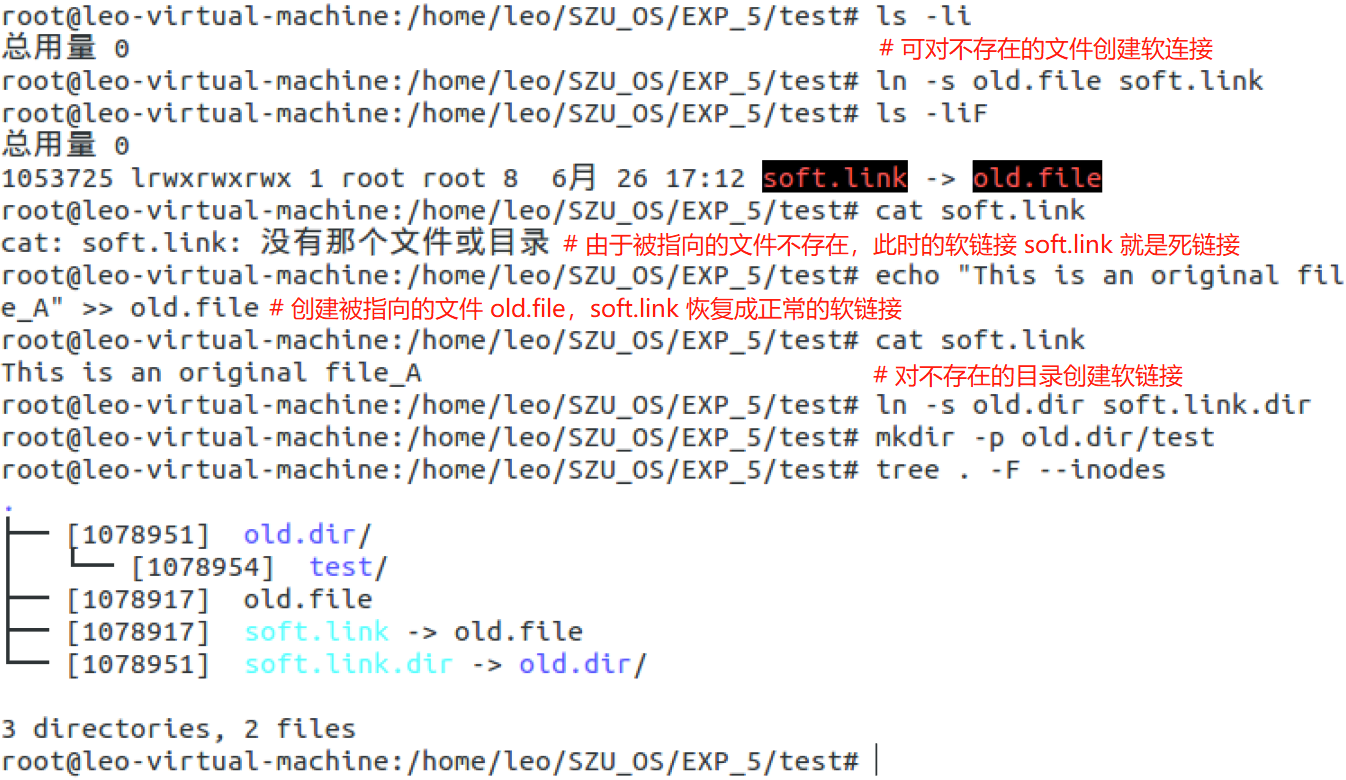 root@leo-virtual-machine:/home/leo/SZU_OS/EXP_5/test# ls -li
总用量 0 # 可对不存在的文件创建软连接
root@leo-virtual-machine:/home/leo/SZU_OS/EXP_5/test# ln -s old.file soft.link
root@leo-virtual-machine:/home/leo/SZU_OS/EXP_5/test# ls -liF
总用量 0
1053725 lrwxrwxrwx 1 root root 8  6月 26 17:12 soft.link -> old.file
root@leo-virtual-machine:/home/leo/SZU_OS/EXP_5/test# cat soft.link
cat: soft.link: 没有那个文件或目录 # 由于被指向的文件不存在，此时的软链接 soft.link 就是死链接
root@leo-virtual-machine:/home/leo/SZU_OS/EXP_5/test# echo "This is an original fil
e_A" >> old.file # 创建被指向的文件 old.file，soft.link 恢复成正常的软链接
root@leo-virtual-machine:/home/leo/SZU_OS/EXP_5/test# cat soft.link
This is an original file_A # 对不存在的目录创建软链接
root@leo-virtual-machine:/home/leo/SZU_OS/EXP_5/test# ln -s old.dir soft.link.dir
root@leo-virtual-machine:/home/leo/SZU_OS/EXP_5/test# mkdir -p old.dir/test
root@leo-virtual-machine:/home/leo/SZU_OS/EXP_5/test# tree . -F --inodes
.
├── [1078951]  old.dir/
│   └── [1078954]  test/
├── [1078917]  old.file
├── [1078917]  soft.link -> old.file
└── [1078951]  soft.link.dir -> old.dir/
3 directories, 2 files
root@leo-virtual-machine:/home/leo/SZU_OS/EXP_5/test#